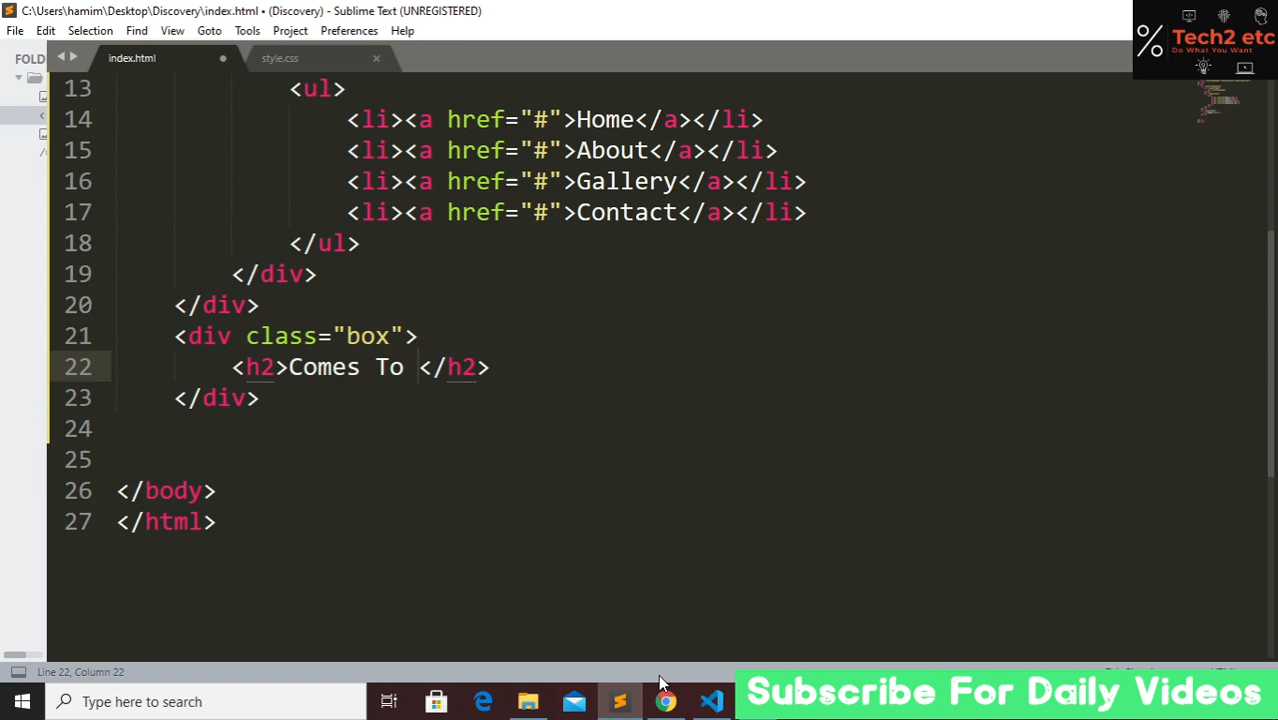 C:\Users\hamim\Desktop\Discovery\index.html • (Discovery) - Sublime Text (UNREGISTERED)
File Edit Selection Find View Goto Tools Project Preferences Help
Tech2 etc
Do What You Want
FOLD
index.html
style.css
13 <ul>
14 <li><a href="#">Home</a></li>
15 <li><a href="#">About</a></li>
16 <li><a href="#">Gallery</a></li>
17 <li><a href="#">Contact</a></li>
18 </ul>
19 </div>
20 </div>
21 <div class="box">
22 <h2>Comes To </h2>
23 </div>
24
25
26 </body>
27 </html>
Line 22, Column 22
Type here to search
Subscribe For Daily Videos